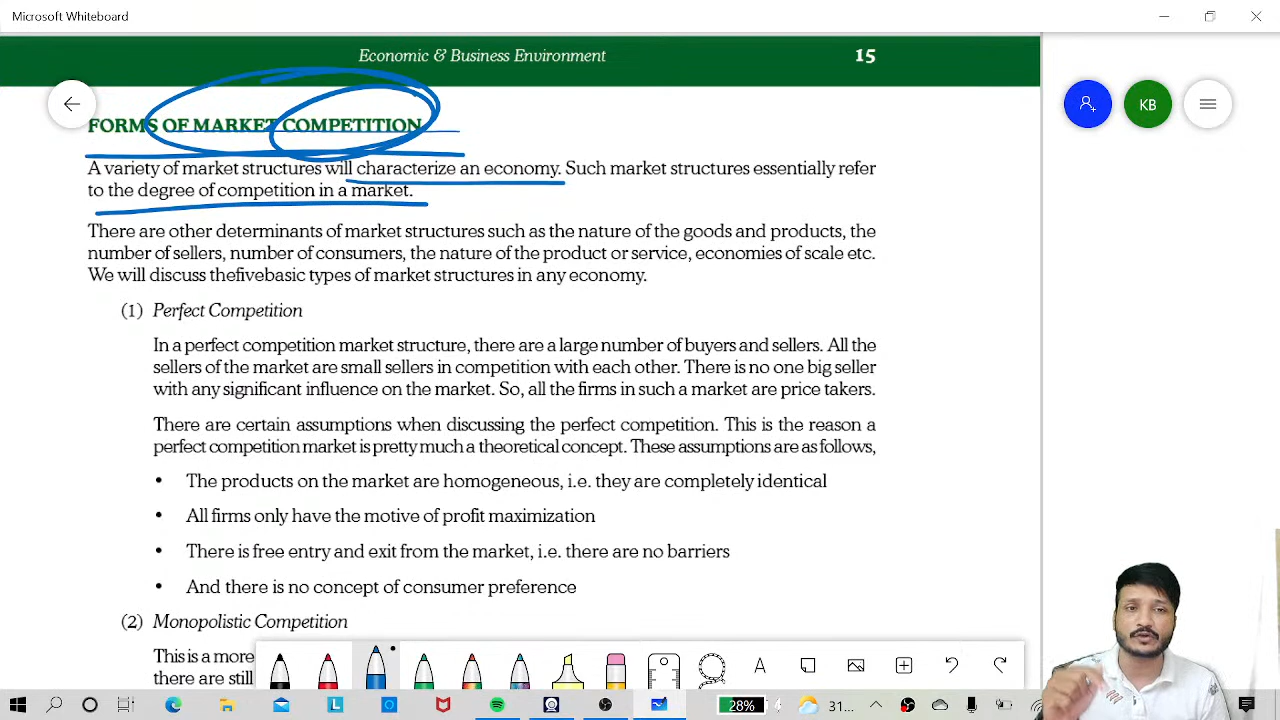 Microsoft Whiteboard
Economic & Business Environment 15
KB
FORMS OF MARKET COMPETITION
A variety of market structures will characterize an economy. Such market structures essentially refer
to the degree of competition in a market.
There are other determinants of market structures such as the nature of the goods and products, the
number of sellers, number of consumers, the nature of the product or service, economies of scale etc.
We will discuss thefivebasic types of market structures in any economy.
(1) Perfect Competition
In a perfect competition market structure, there are a large number of buyers and sellers. All the
sellers of the market are small sellers in competition with each other. There is no one big seller
with any significant influence on the market. So, all the firms in such a market are price takers.
There are certain assumptions when discussing the perfect competition. This is the reason a
perfect competition market is pretty much a theoretical concept. These assumptions are as follows,
• The products on the market are homogeneous, i.e. they are completely identical
• All firms only have the motive of profit maximization
• There is free entry and exit from the market, i.e. there are no barriers
• And there is no concept of consumer preference
(2) Monopolistic Competition
This is a more
there are still
A
L
28%
31...